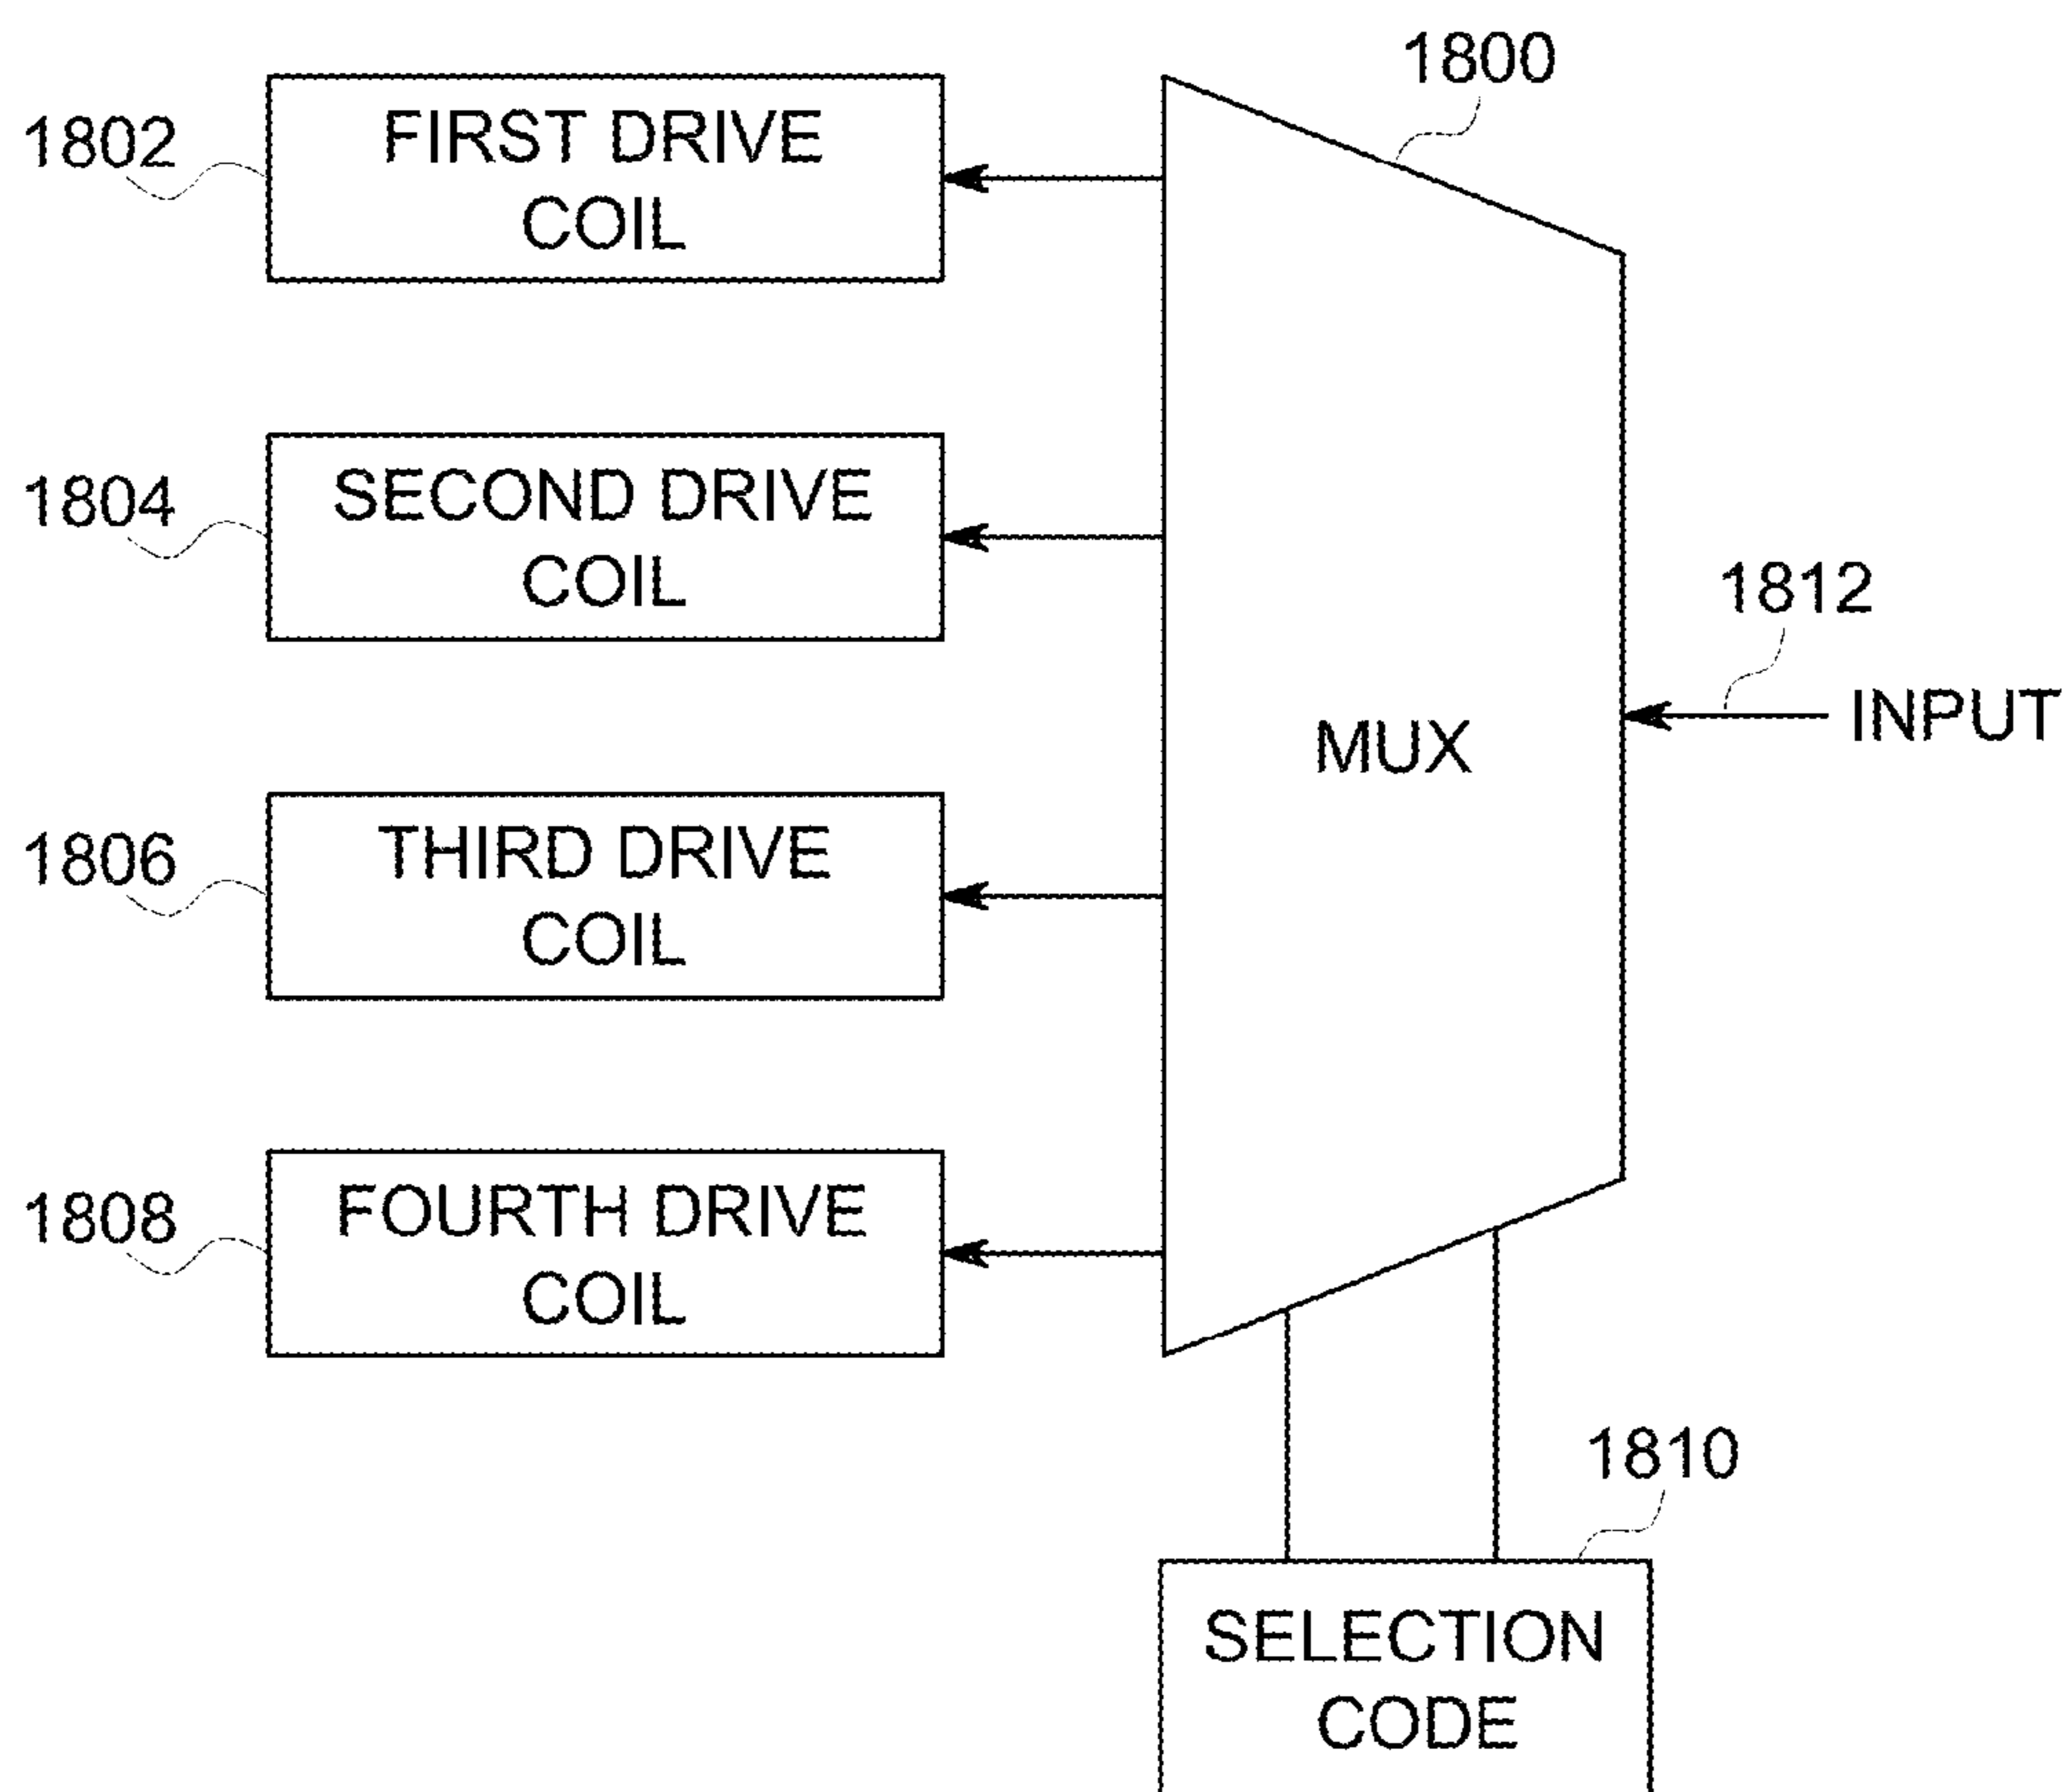 1800
1802
FIRST DRIVE
COIL
1804
SECOND DRIVE
COIL
1812
INPUT
MUX
1806
THIRD DRIVE
COIL
1808
FOURTH DRIVE
COIL
1810
SELECTION
CODE